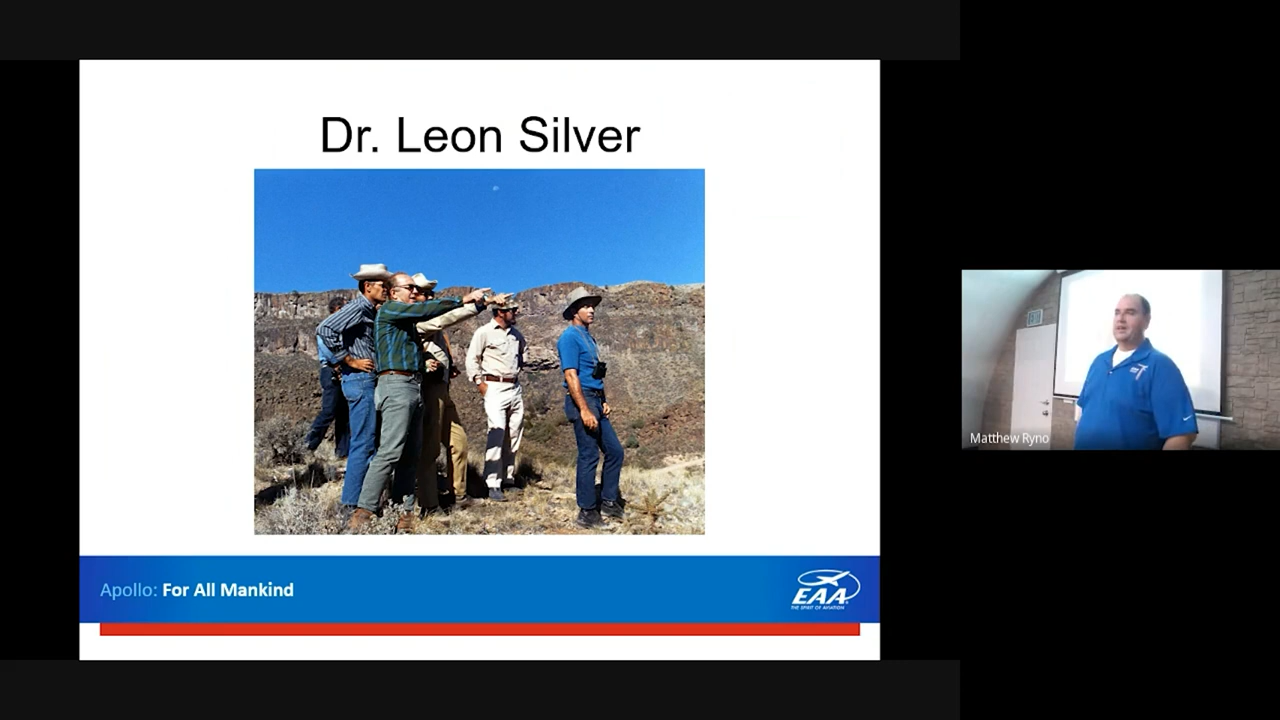 Dr. Leon Silver
Apollo: For All Mankind
EAA
THE SPIRIT OF AVIATION
Matthew Ryno